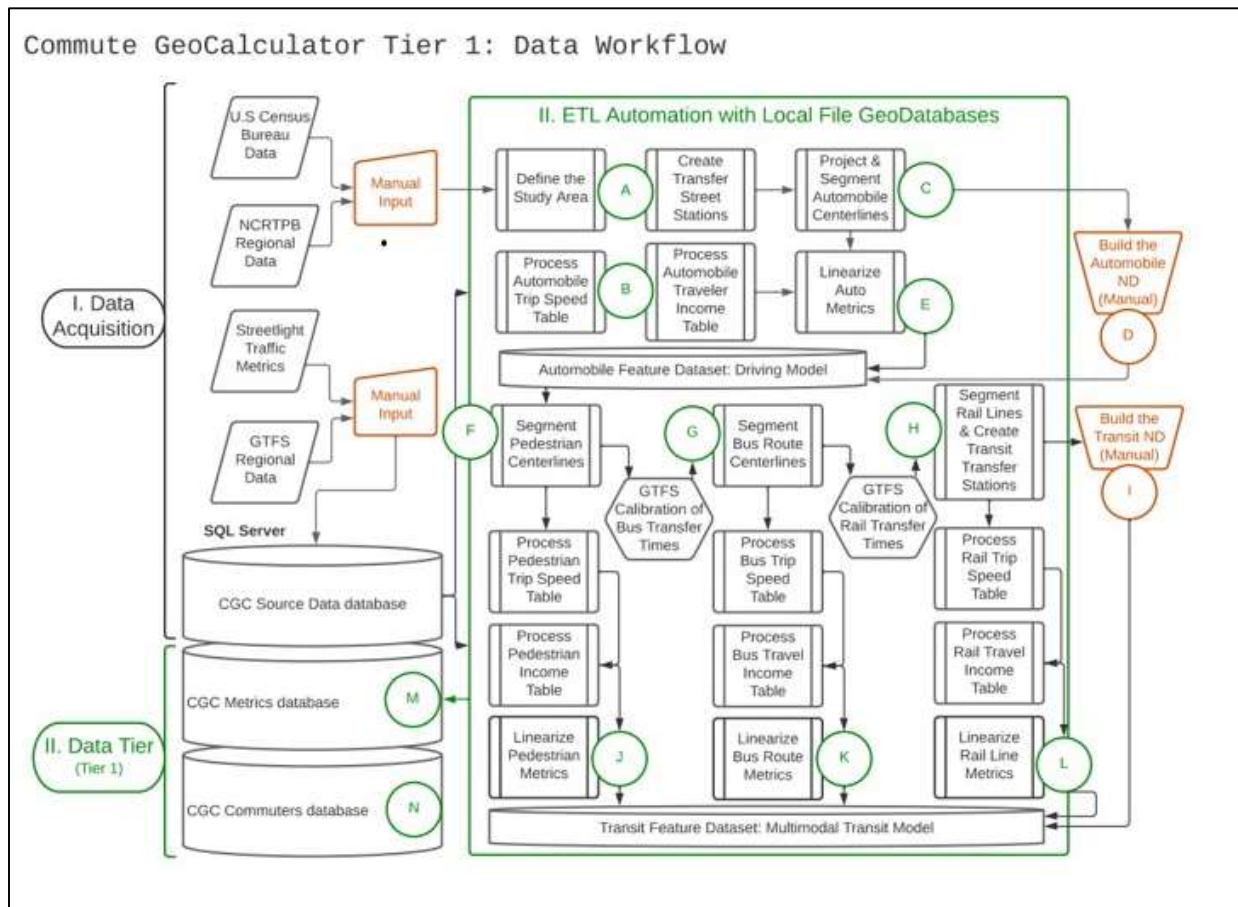 Commute GeoCalculator Tier 1: Data Workflow
U.S Census
Bureau
Data
NCRTPB
Regional
Data
Manual
Input
I. Data
Acquisition
Streetlight
Traffic
Metrics
GTFS
Regional
Data
Manual
Input
SQL Server
CGC Source Data database
II. Data Tier
(Tier 1)
CGC Metrics database
M
CGC Commuters database
N
II. ETL Automation with Local File GeoDatabases
Define the
Study Area
A
Create
Transfer
Street
Stations
Project &
Segment
Automobile
Centerlines
C
Process
Automobile
Trip Speed
Table
B
Process
Automobile
Traveler
Income
Table
Linearize
Auto
Metrics
E
Build the
Automobile
ND
(Manual)
D
Automobile Feature Dataset: Driving Model
F
Segment
Pedestrian
Centerlines
GTFS
Calibration of
Bus Transfer
Times
G
Segment
Bus Route
Centerlines
GTFS
Calibration of
Rail Transfer
Times
H
Segment
Rail Lines
& Create
Transit
Transfer
Stations
Build the
Transit ND
(Manual)
I
Process
Pedestrian
Trip Speed
Table
Process
Bus Trip
Speed
Table
Process
Rail Trip
Speed
Table
Process
Pedestrian
Income
Table
Process
Bus Travel
Income
Table
Process
Rail Travel
Income
Table
Linearize
Pedestrian
Metrics
J
Linearize
Bus Route
Metrics
K
Linearize
Rail Line
Metrics
L
Transit Feature Dataset: Multimodal Transit Model